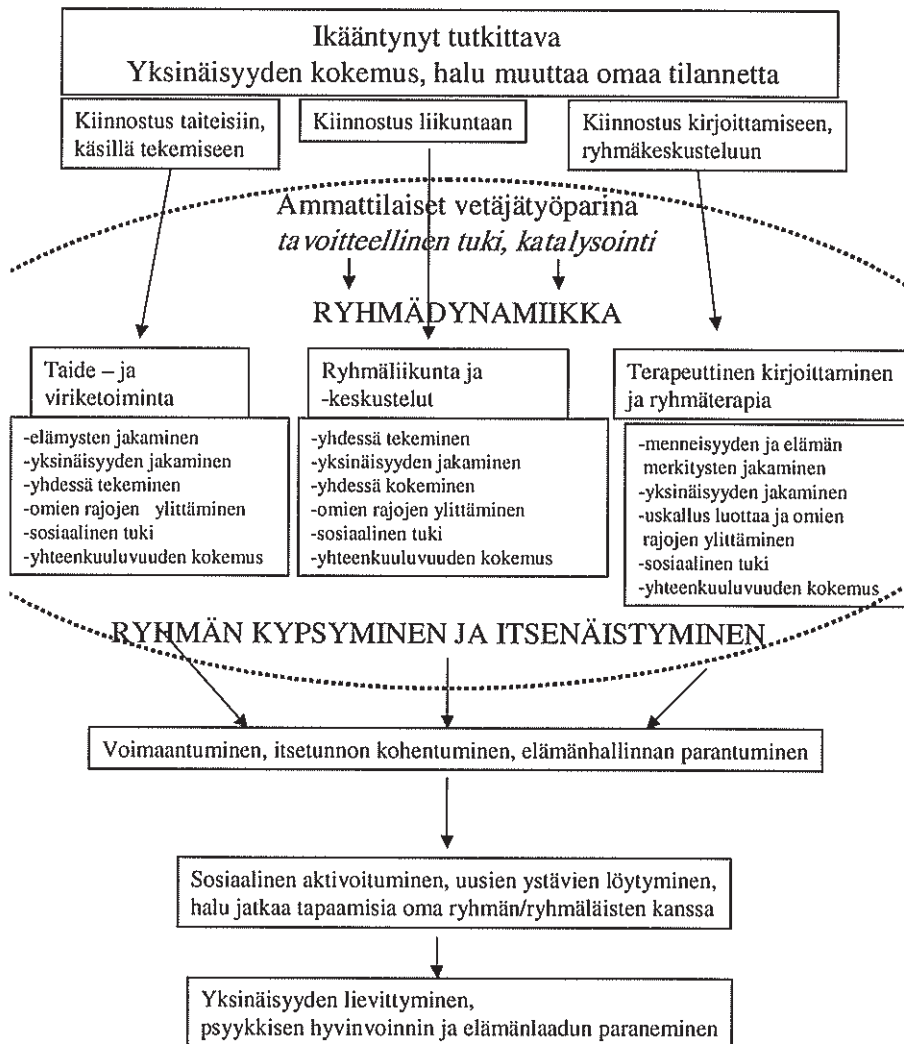 Ikääntynyt tutkittava
Yksinäisyyden kokemus, halu muuttaa omaa tilannetta
Kiinnostus taiteisiin,
käsillä tekemiseen
Kiinnostus liikuntaan
Kiinnostus kirjoittamiseen,
ryhmäkeskusteluun
Ammattilaiset vetäjätyöparina
tavoitteellinen tuki, katalysointi
RYHMÄDYNAMIIKKA
Taide – ja
viriketoiminta
-elämysten jakaminen
-yksinäisyyden jakaminen
-yhdessä tekeminen
-omien rajojen ylittäminen
-sosiaalinen tuki
-yhteenkuuluvuuden kokemus
Ryhmäliikunta ja
-keskustelut
-yhdessä tekeminen
-yksinäisyyden jakaminen
-yhdessä kokeminen
-omien rajojen ylittäminen
-sosiaalinen tuki
-yhteenkuuluvuuden kokemus
Terapeuttinen kirjoittaminen
ja ryhmäterapia
-menneisyyden ja elämän
merkitysten jakaminen
-yksinäisyyden jakaminen
-uskallus luottaa ja omien
rajojen ylittäminen
-sosiaalinen tuki
-yhteenkuuluvuuden kokemus
RYHMÄN KYPSYMINEN JA ITSENÄISTYMINEN
Voimaantuminen, itsetunnon kohentuminen, elämänhallinnan parantuminen
Sosiaalinen aktivoituminen, uusien ystävien löytyminen,
halu jatkaa tapaamisia oma ryhmän/ryhmäläisten kanssa
Yksinäisyyden lievittyminen,
psyykkisen hyvinvoinnin ja elämänlaadun paraneminen